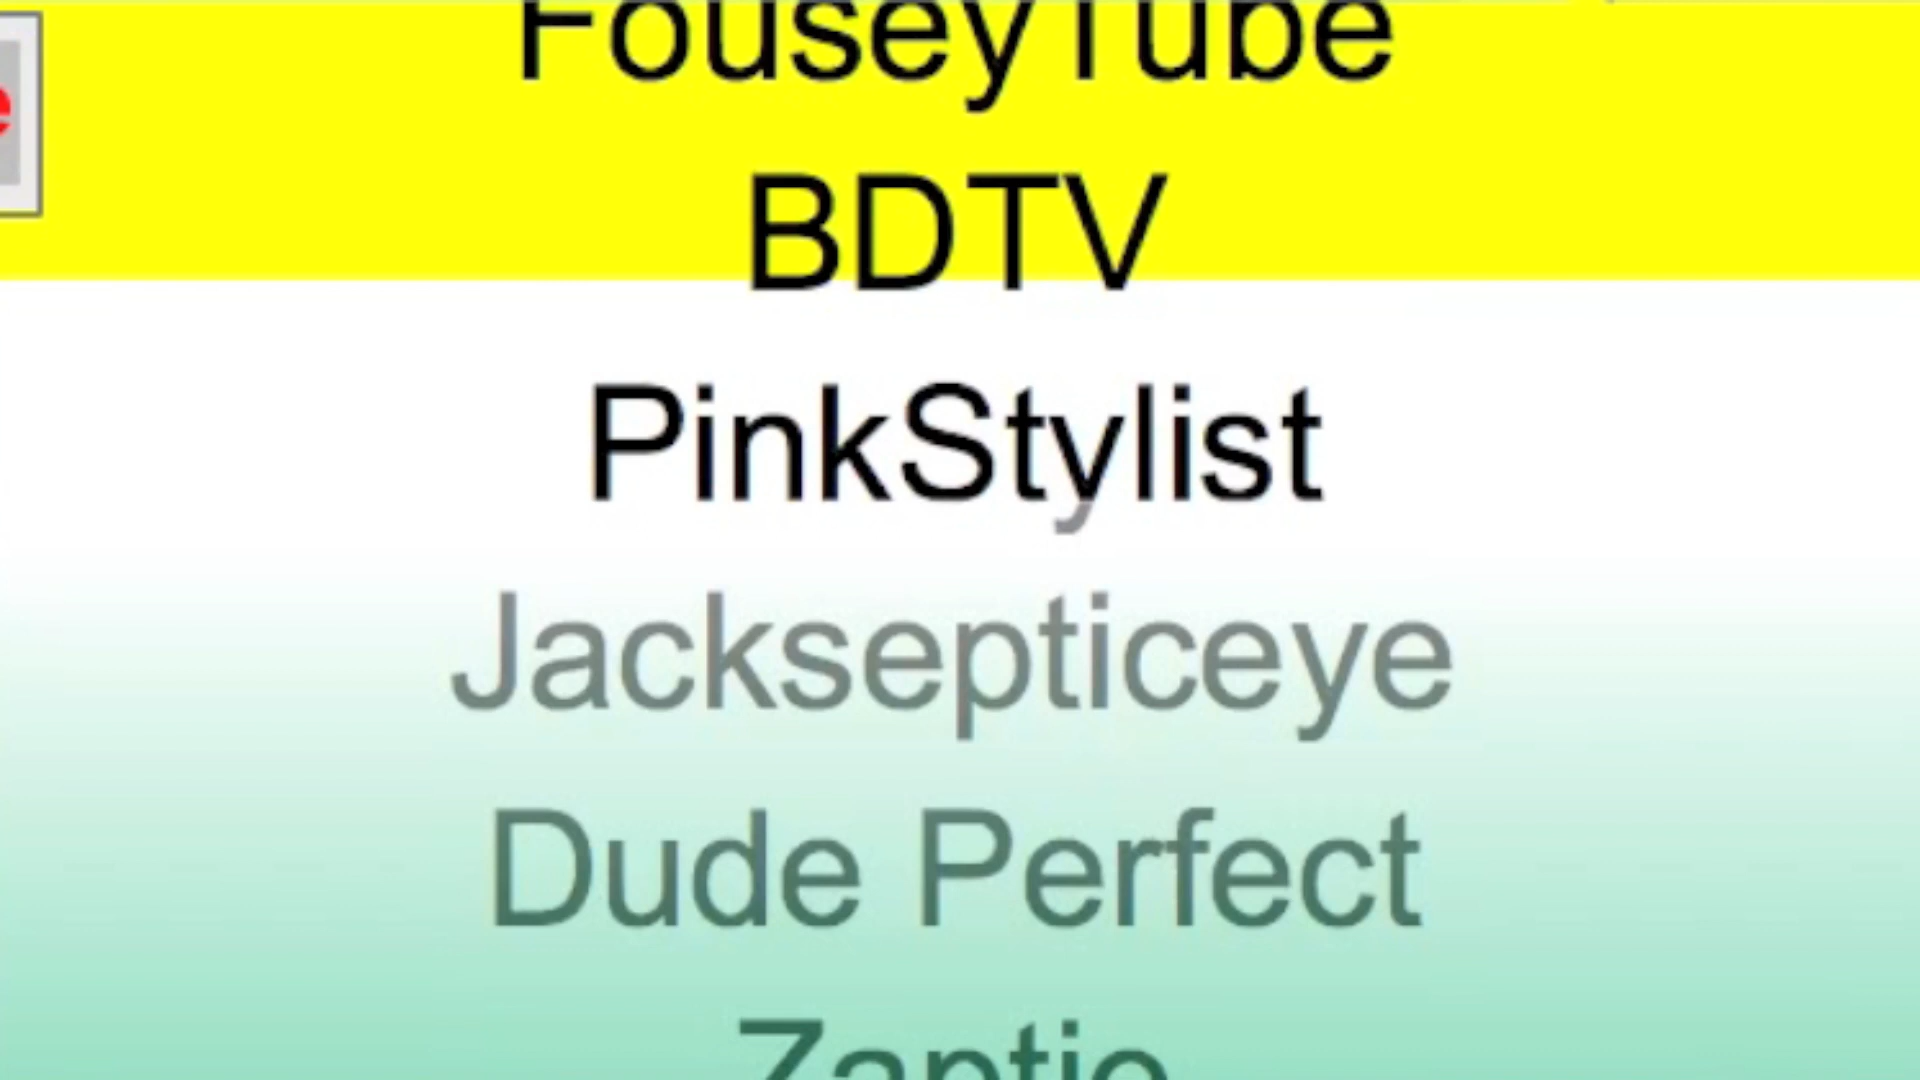 FouseyTube
e
BDTV
PinkStylist
Jacksepticeye
Dude Perfect